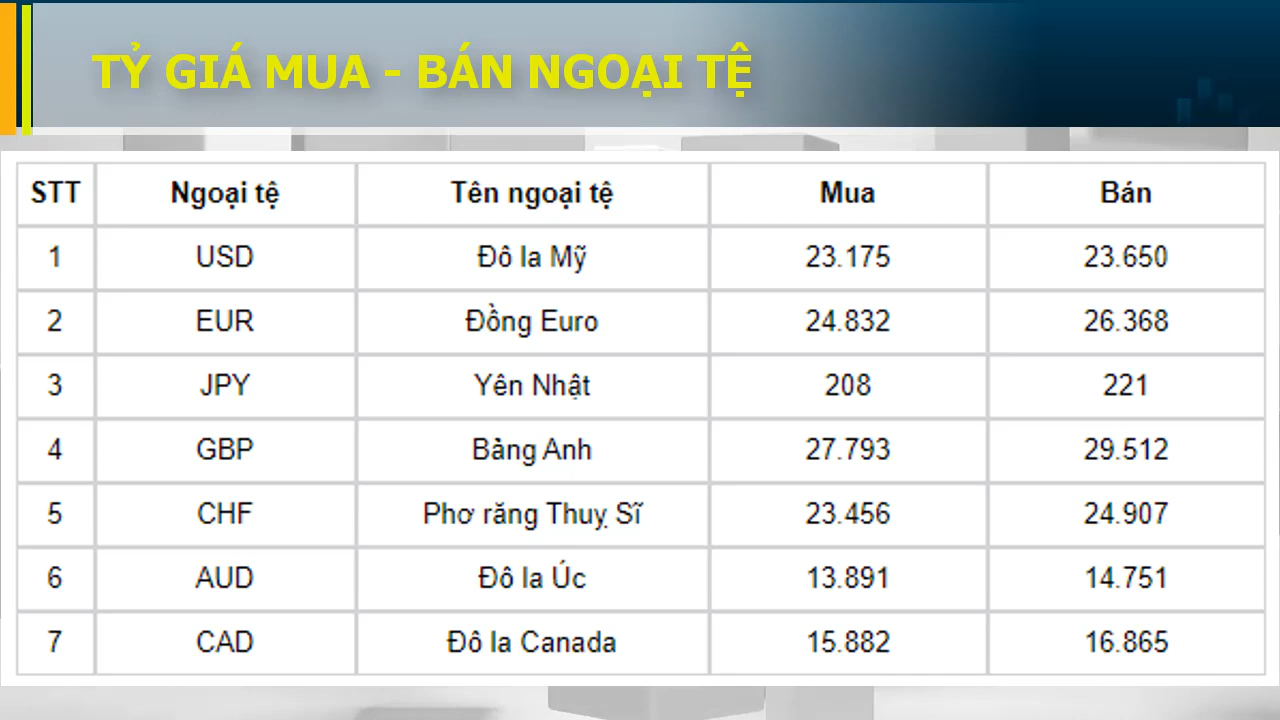 TỶ GIÁ MUA - BÁN NGOẠI TỆ
STT Ngoại tệ Tên ngoại tệ Mua Bán
1 USD Đô la Mỹ 23.175 23.650
2 EUR Đồng Euro 24.832 26.368
3 JPY Yên Nhật 208 221
4 GBP Bảng Anh 27.793 29.512
5 CHF Phơ răng Thuỵ Sĩ 23.456 24.907
6 AUD Đô la Úc 13.891 14.751
7 CAD Đô la Canada 15.882 16.865